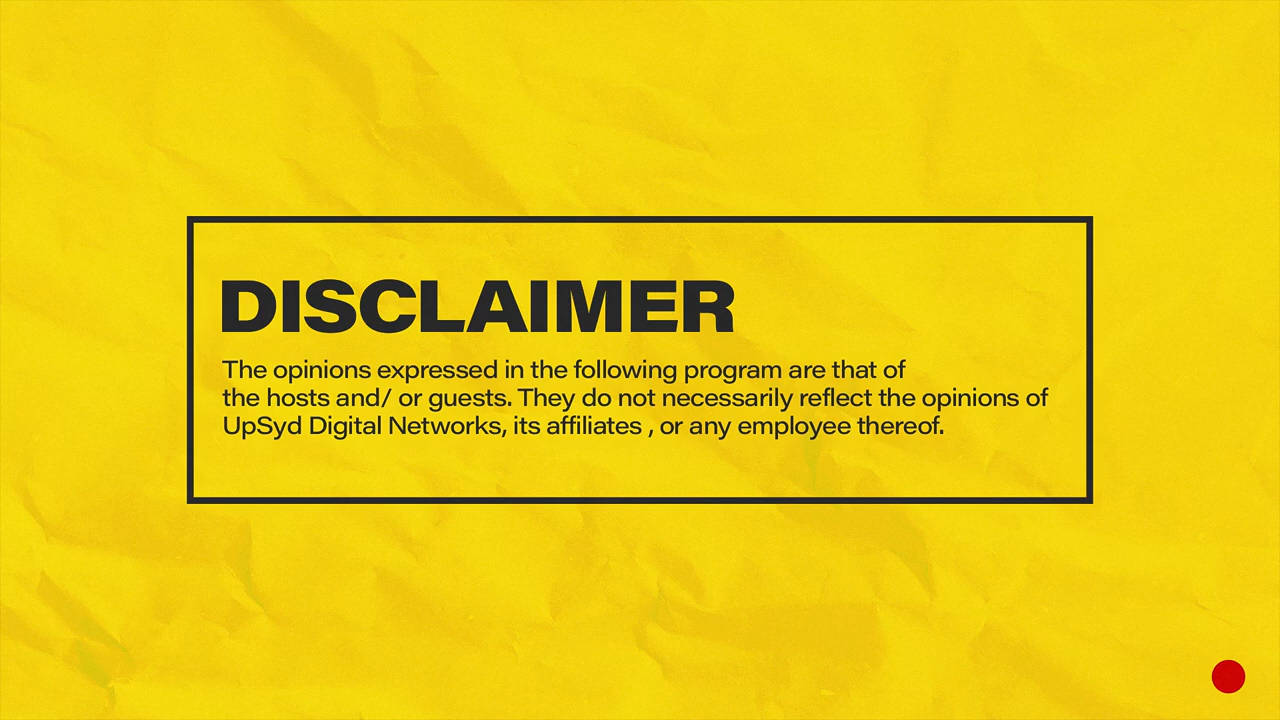 DISCLAIMER
The opinions expressed in the following program are that of
the hosts and/ or guests. They do not necessarily reflect the opinions of
UpSyd Digital Networks, its affiliates , or any employee thereof.